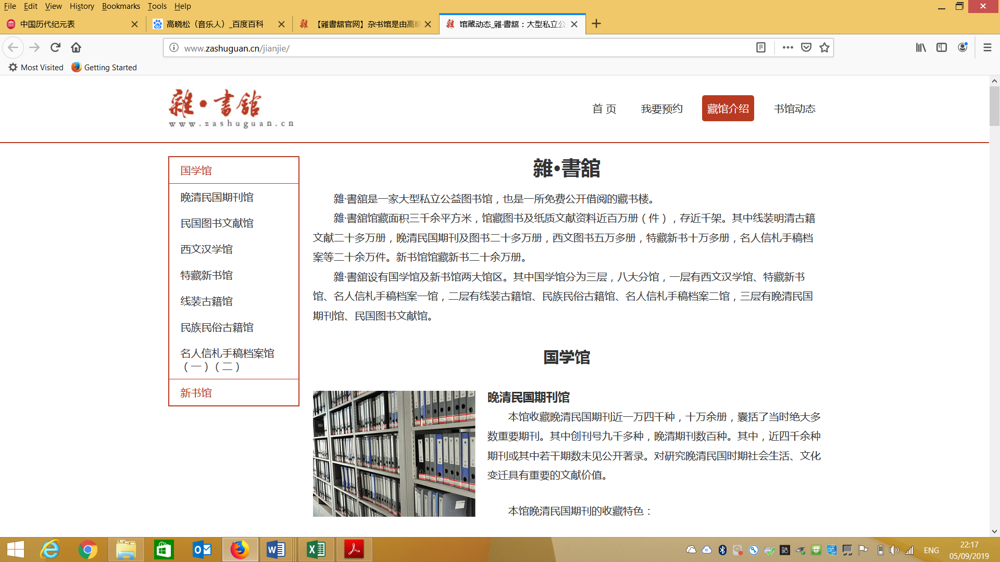 File Edit View History Bookmarks Tools Help
中国历代纪元表
高晓松（音乐人）_百度百科
【雜書舘官网】杂书馆是由高晓
馆藏动态_雜·書舘：大型私立公
www.zashuguan.cn/jianjie/
Most Visited Getting Started
雜·書舘
www.zashuguan.cn
首 页 我要预约 藏馆介绍 书馆动态
国学馆
晚清民国期刊馆
民国图书文献馆
西文汉学馆
特藏新书馆
线装古籍馆
民族民俗古籍馆
名人信札手稿档案馆
（一）（二）
新书馆
雜•書舘
雜·書舘是一家大型私立公益图书馆，也是一所免费公开借阅的藏书楼。
雜·書舘馆藏面积三千余平方米，馆藏图书及纸质文献资料近百万册（件），存近千架。其中线装明清古籍
文献二十多万册，晚清民国期刊及图书二十多万册，西文图书五万多册，特藏新书十万多册，名人信札手稿档
案等二十余万件。新书馆馆藏新书二十余万册。
雜·書舘设有国学馆及新书馆两大馆区。其中国学馆分为三层，八大分馆，一层有西文汉学馆、特藏新书
馆、名人信札手稿档案一馆，二层有线装古籍馆、民族民俗古籍馆、名人信札手稿档案二馆，三层有晚清民国
期刊馆、民国图书文献馆。
国学馆
晚清民国期刊馆
本馆收藏晚清民国期刊近一万四千种，十万余册，囊括了当时绝大多
数重要期刊。其中创刊号九千多种，晚清期刊数百种。其中，近四千余种
期刊或其中若干期数未见公开著录。对研究晚清民国时期社会生活、文化
变迁具有重要的文献价值。
本馆晚清民国期刊的收藏特色：
ENG
22:17
05/09/2019